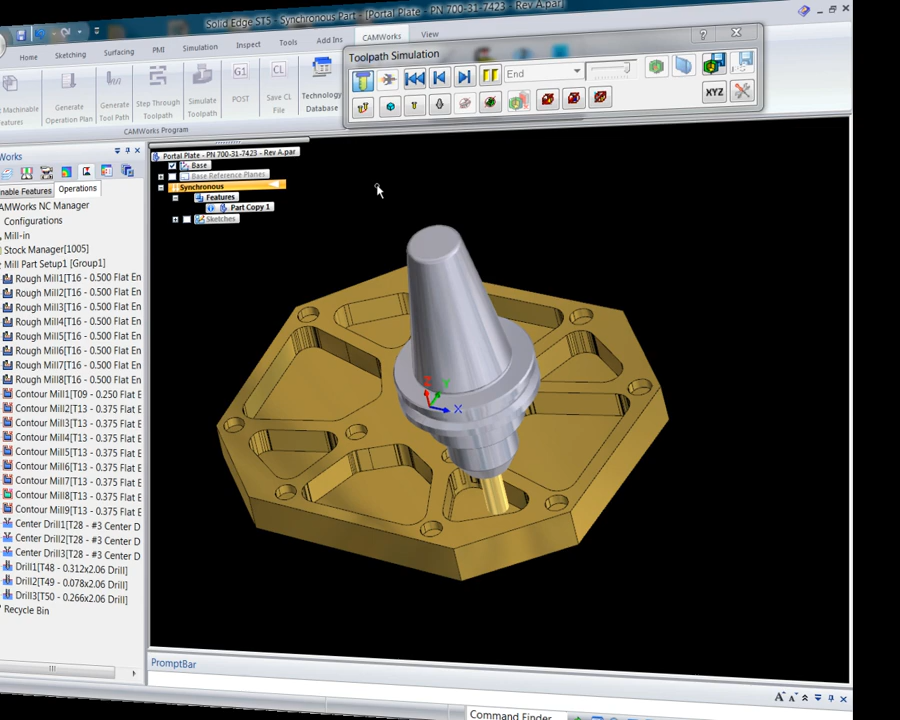 Solid Edge ST5 - Synchronous Part - [Portal Plate - PN 700-31-7423 - Rev A.par]
Home Sketching Surfacing PMI Simulation Inspect Tools Add Ins CAMWorks View
Toolpath Simulation
End
XYZ
Machinable Features
Generate Operation Plan
Generate Tool Path
Step Through Toolpath
Simulate Toolpath
G1
POST
CL
Save CL File
Technology Database
CAMWorks Program
Works
nable Features Operations
AMWorks NC Manager
Configurations
Mill-in
Stock Manager[1005]
Mill Part Setup1 [Group1]
Rough Mill1[T16 - 0.500 Flat En
Rough Mill2[T16 - 0.500 Flat En
Rough Mill3[T16 - 0.500 Flat En
Rough Mill4[T16 - 0.500 Flat En
Rough Mill5[T16 - 0.500 Flat En
Rough Mill6[T16 - 0.500 Flat En
Rough Mill7[T16 - 0.500 Flat En
Rough Mill8[T16 - 0.500 Flat En
Contour Mill1[T09 - 0.250 Flat E
Contour Mill2[T13 - 0.375 Flat E
Contour Mill3[T13 - 0.375 Flat E
Contour Mill4[T13 - 0.375 Flat E
Contour Mill5[T13 - 0.375 Flat E
Contour Mill6[T13 - 0.375 Flat E
Contour Mill7[T13 - 0.375 Flat E
Contour Mill8[T13 - 0.375 Flat E
Contour Mill9[T13 - 0.375 Flat E
Center Drill1[T28 - #3 Center D
Center Drill2[T28 - #3 Center D
Center Drill3[T28 - #3 Center D
Drill1[T48 - 0.312x2.06 Drill]
Drill2[T49 - 0.078x2.06 Drill]
Drill3[T50 - 0.266x2.06 Drill]
Recycle Bin
Portal Plate - PN 700-31-7423 - Rev A.par
Base
Base Reference Planes
Synchronous
Features
Part Copy 1
Sketches
Z
Y
X
PromptBar
Command Finder